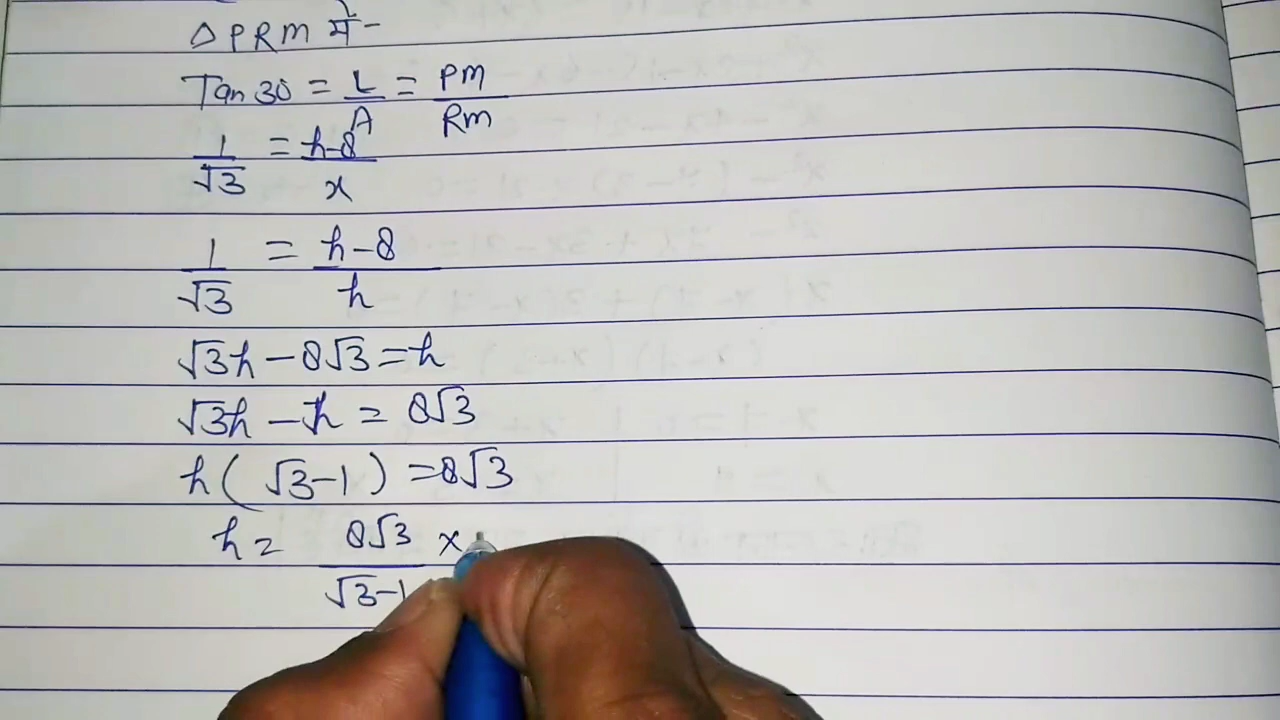 △ PRM में -
Tan 30 = L/A = PM/RM
1/√3 = h-8/x
1/√3 = h-8/h
√3h - 8√3 = h
√3h - h = 8√3
h(√3-1) = 8√3
h = 8√3/√3-1 ×